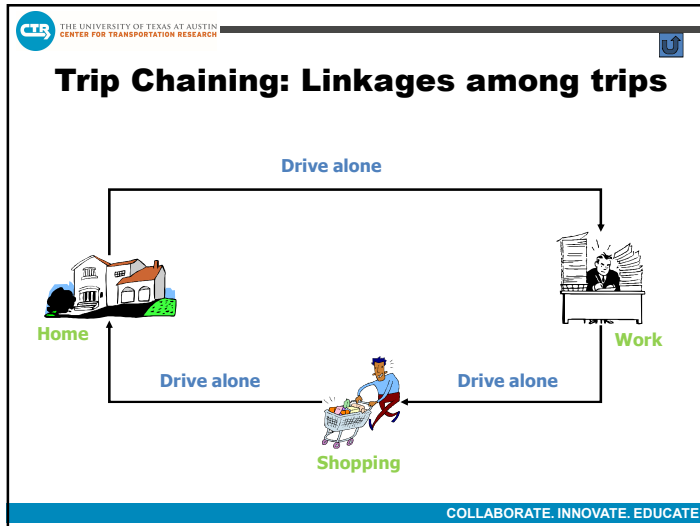 CTR
THE UNIVERSITY OF TEXAS AT AUSTIN
CENTER FOR TRANSPORTATION RESEARCH
Trip Chaining: Linkages among trips
Drive alone
Home
Work
Drive alone
Drive alone
Shopping
COLLABORATE. INNOVATE. EDUCATE